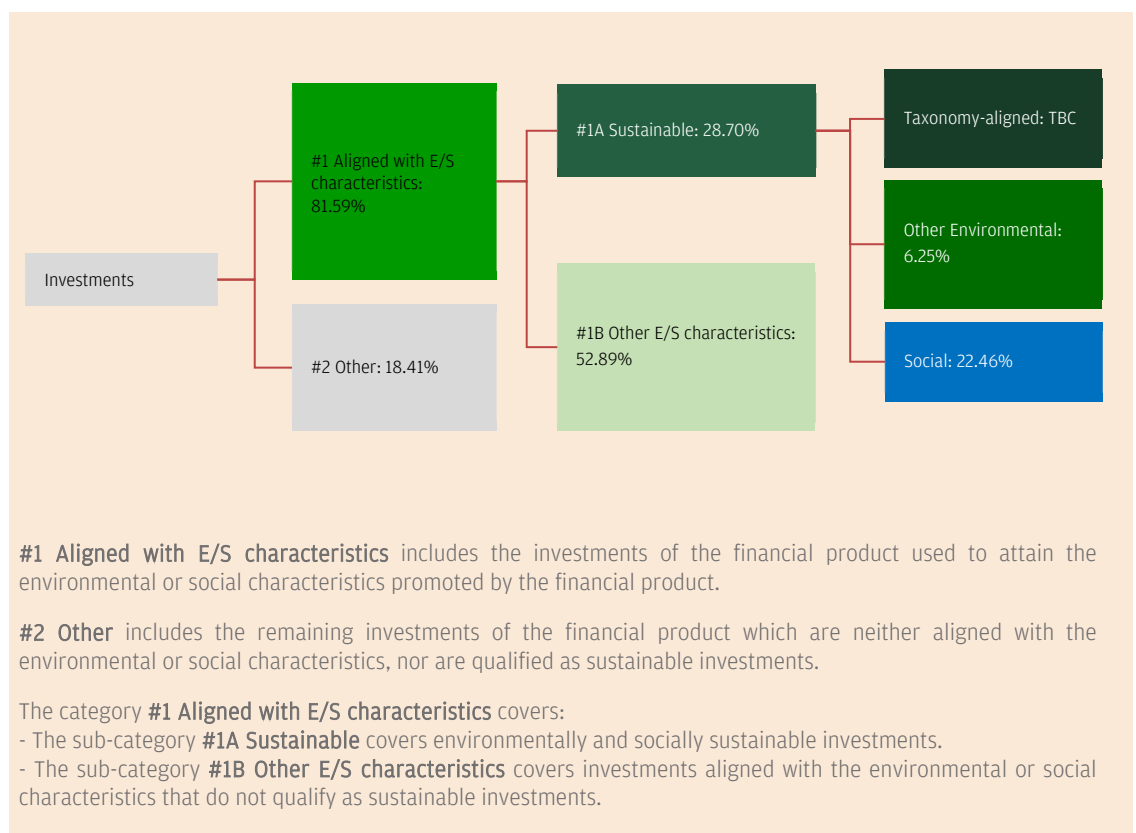 Investments
#1 Aligned with E/S
characteristics:
81.59%
#2 Other: 18.41%
#1A Sustainable: 28.70%
#1B Other E/S characteristics:
52.89%
Taxonomy-aligned: TBC
Other Environmental:
6.25%
Social: 22.46%
#1 Aligned with E/S characteristics includes the investments of the financial product used to attain the
environmental or social characteristics promoted by the financial product.
#2 Other includes the remaining investments of the financial product which are neither aligned with the
environmental or social characteristics, nor are qualified as sustainable investments.
The category #1 Aligned with E/S characteristics covers:
- The sub-category #1A Sustainable covers environmentally and socially sustainable investments.
- The sub-category #1B Other E/S characteristics covers investments aligned with the environmental or social
characteristics that do not qualify as sustainable investments.